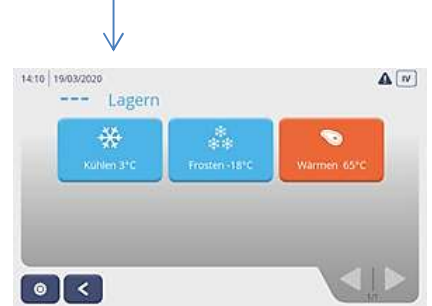 14:10 | 19/03/2020 IV
--- Lagern
Kühlen 3°C Frosten -18°C Wärmen 65°C
1/1